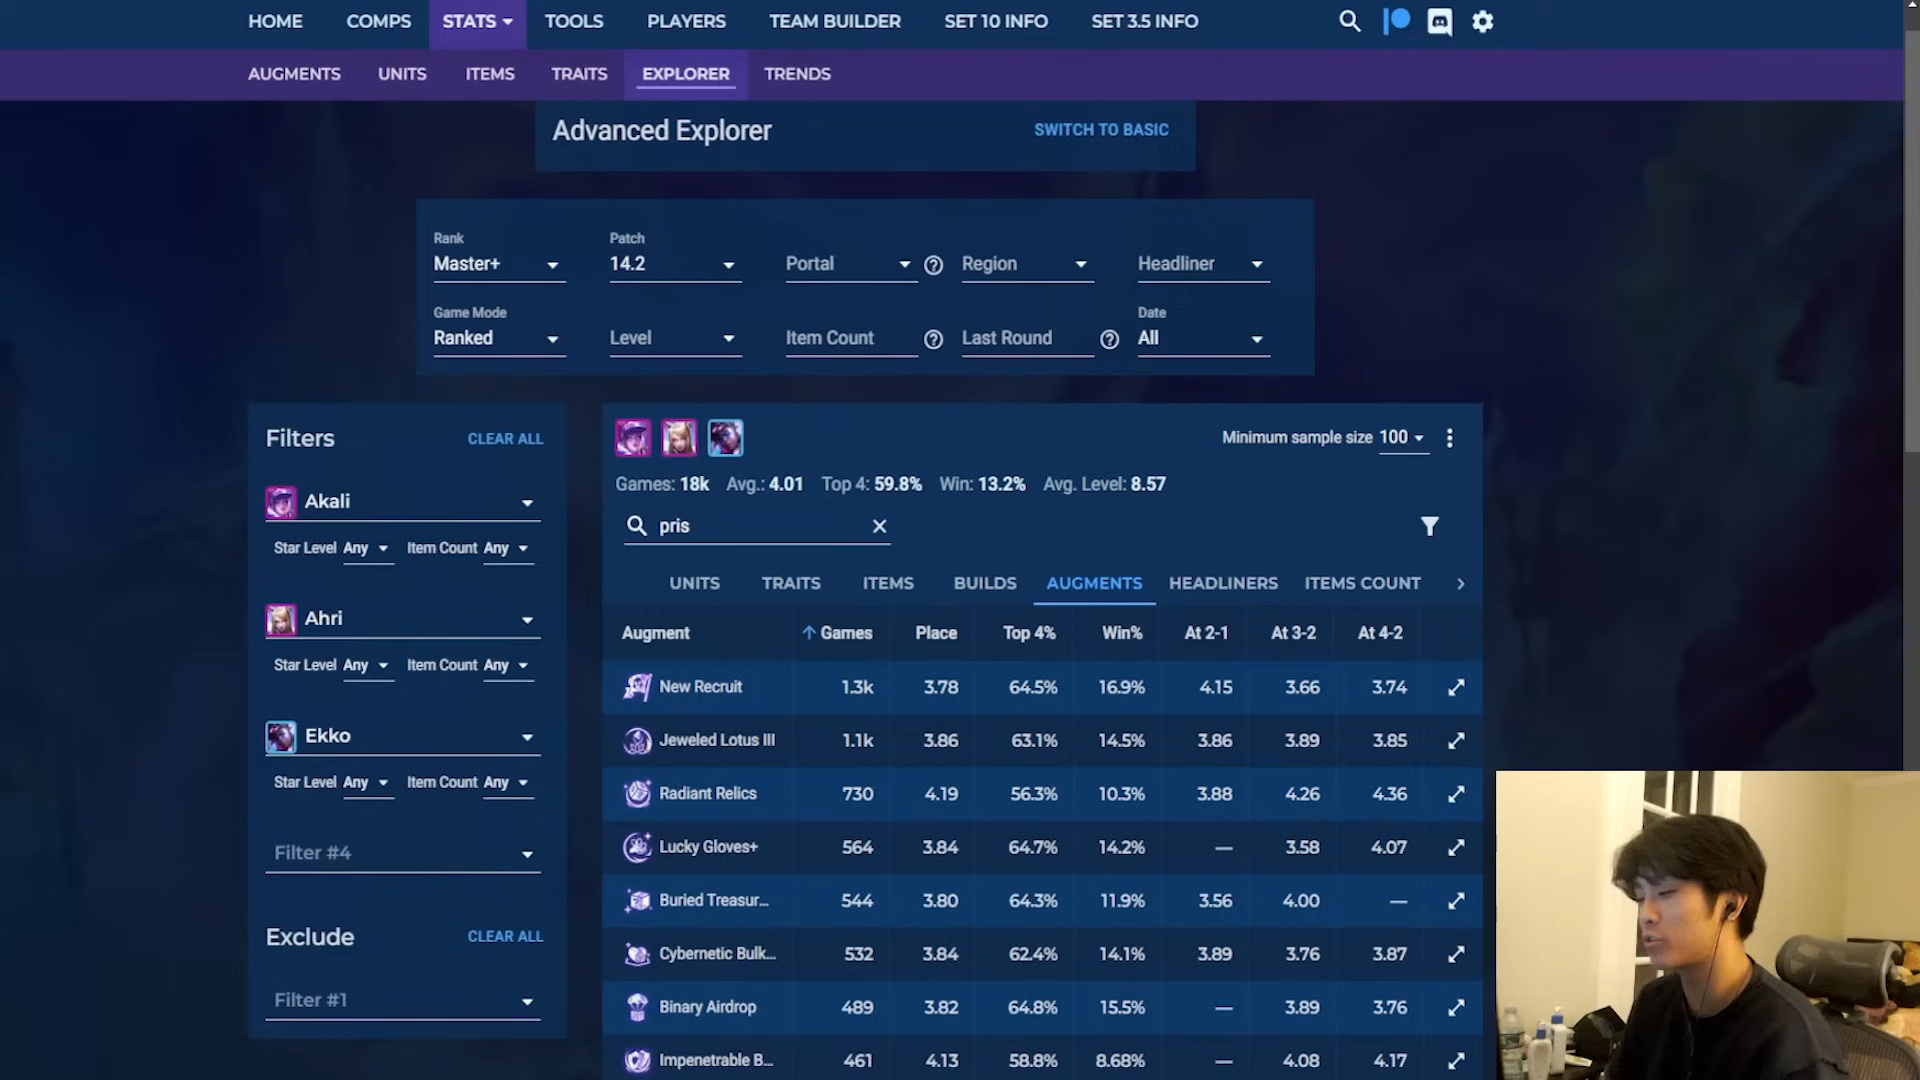 HOME COMPS STATS TOOLS PLAYERS TEAM BUILDER SET 10 INFO SET 3.5 INFO
AUGMENTS UNITS ITEMS TRAITS EXPLORER TRENDS
Advanced Explorer SWITCH TO BASIC
Rank Patch
Master+ 14.2 Portal Region Headliner
Game Mode Date
Ranked Level Item Count Last Round All
Filters CLEAR ALL
Akali
Star Level Any Item Count Any
Ahri
Star Level Any Item Count Any
Ekko
Star Level Any Item Count Any
Filter #4
Exclude CLEAR ALL
Filter #1
Minimum sample size 100
Games: 18k Avg.: 4.01 Top 4: 59.8% Win: 13.2% Avg. Level: 8.57
pris
UNITS TRAITS ITEMS BUILDS AUGMENTS HEADLINERS ITEMS COUNT
Augment Games Place Top 4% Win% At 2-1 At 3-2 At 4-2
New Recruit 1.3k 3.78 64.5% 16.9% 4.15 3.66 3.74
Jeweled Lotus III 1.1k 3.86 63.1% 14.5% 3.86 3.89 3.85
Radiant Relics 730 4.19 56.3% 10.3% 3.88 4.26 4.36
Lucky Gloves+ 564 3.84 64.7% 14.2% — 3.58 4.07
Buried Treasur... 544 3.80 64.3% 11.9% 3.56 4.00 —
Cybernetic Bulk... 532 3.84 62.4% 14.1% 3.89 3.76 3.87
Binary Airdrop 489 3.82 64.8% 15.5% — 3.89 3.76
Impenetrable B... 461 4.13 58.8% 8.68% — 4.08 4.17